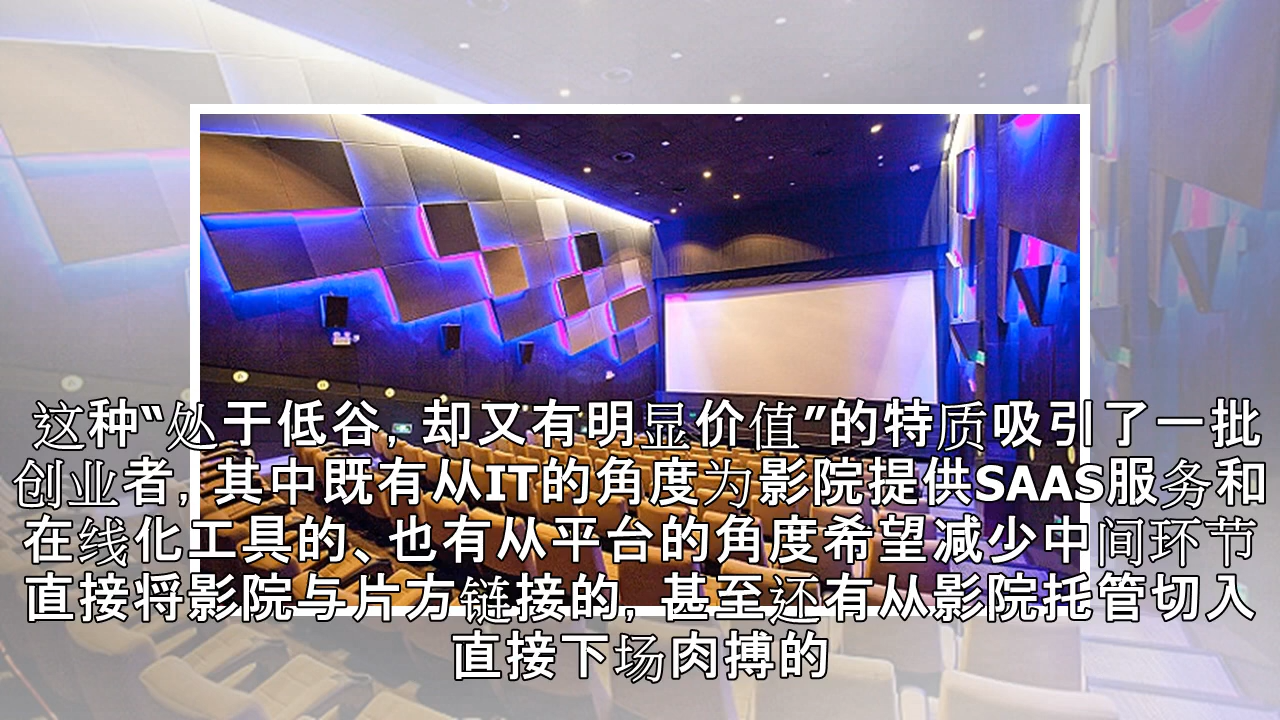 这种“处于低谷，却又有明显价值”的特质吸引了一批
创业者，其中既有从IT的角度为影院提供SAAS服务和
在线化工具的、也有从平台的角度希望减少中间环节
直接将影院与片方链接的，甚至还有从影院托管切入
直接下场肉搏的